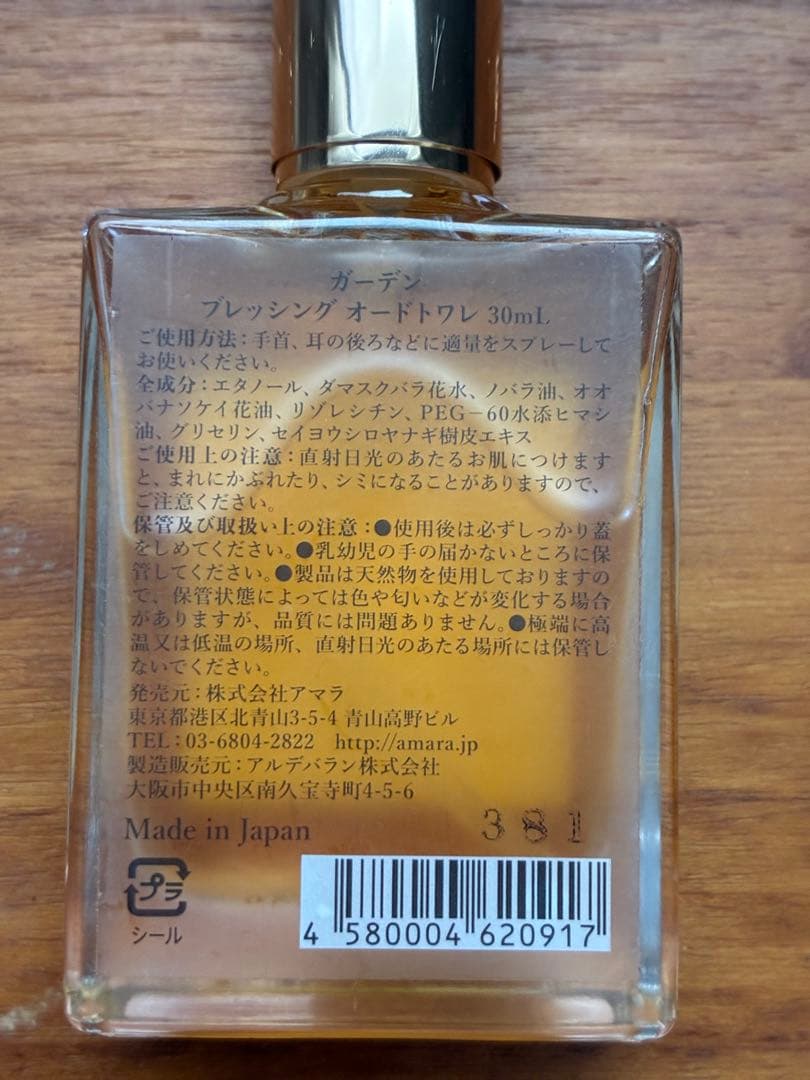 ガーデン
ブレッシング オードトワレ 30mL
ご使用方法：手首、耳の後ろなどに適量をスプレーして
お使いください。
全成分：エタノール、ダマスクバラ花水、ノバラ油、オオ
バナソケイ花油、リゾレシチン、PEG－60水添ヒマシ
油、グリセリン、セイヨウシロヤナギ樹皮エキス
ご使用上の注意：直射日光のあたるお肌につけます
と、まれにかぶれたり、シミになることがありますので、
ご注意ください。
保管及び取扱い上の注意：●使用後は必ずしっかり蓋
をしめてください。●乳幼児の手の届かないところに保
管してください。●製品は天然物を使用しておりますの
で、保管状態によっては色や匂いなどが変化する場合
がありますが、品質には問題ありません。●極端に高
温又は低温の場所、直射日光のあたる場所には保管し
ないでください。
発売元：株式会社アマラ
東京都港区北青山3-5-4 青山高野ビル
TEL：03-6804-2822 http://amara.jp
製造販売元：アルデバラン株式会社
大阪市中央区南久宝寺町4-5-6
Made in Japan 381
プラ
シール
4 580004 620917